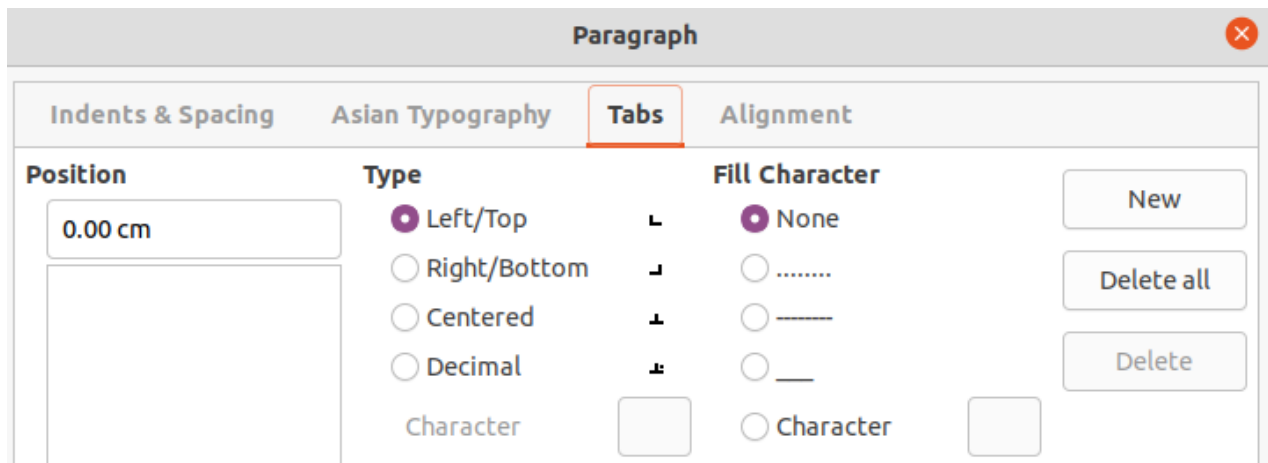 Paragraph
Indents & Spacing Asian Typography Tabs Alignment
Position Type Fill Character
New
0.00 cm Left/Top None
Right/Bottom ........
Delete all
Centered --------
Decimal ___
Delete
Character Character